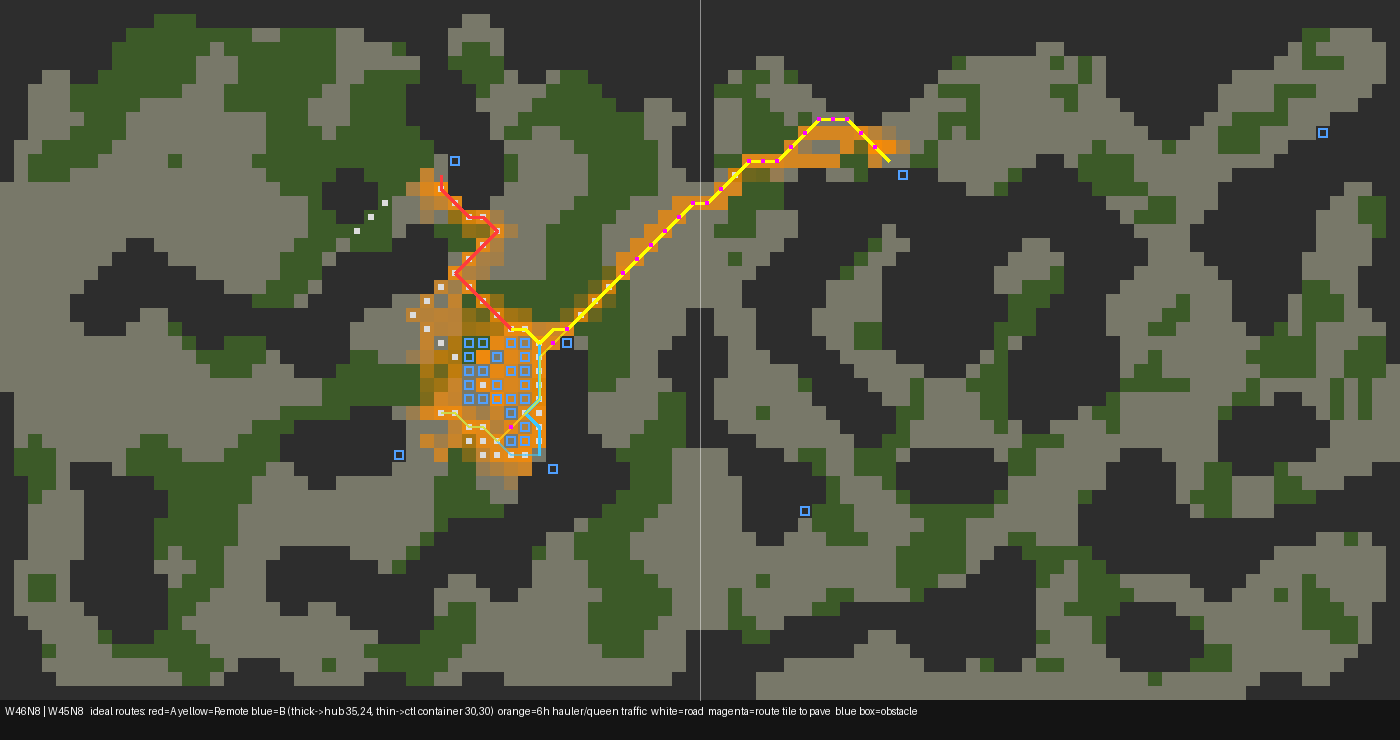 W46N8 | W45N8   ideal routes: red=A yellow=Remote blue=B (thick->hub 35,24, thin->ctl container 30,30)  orange=6h hauler/queen traffic  white=road  magenta=route tile to pave  blue box=obstacle